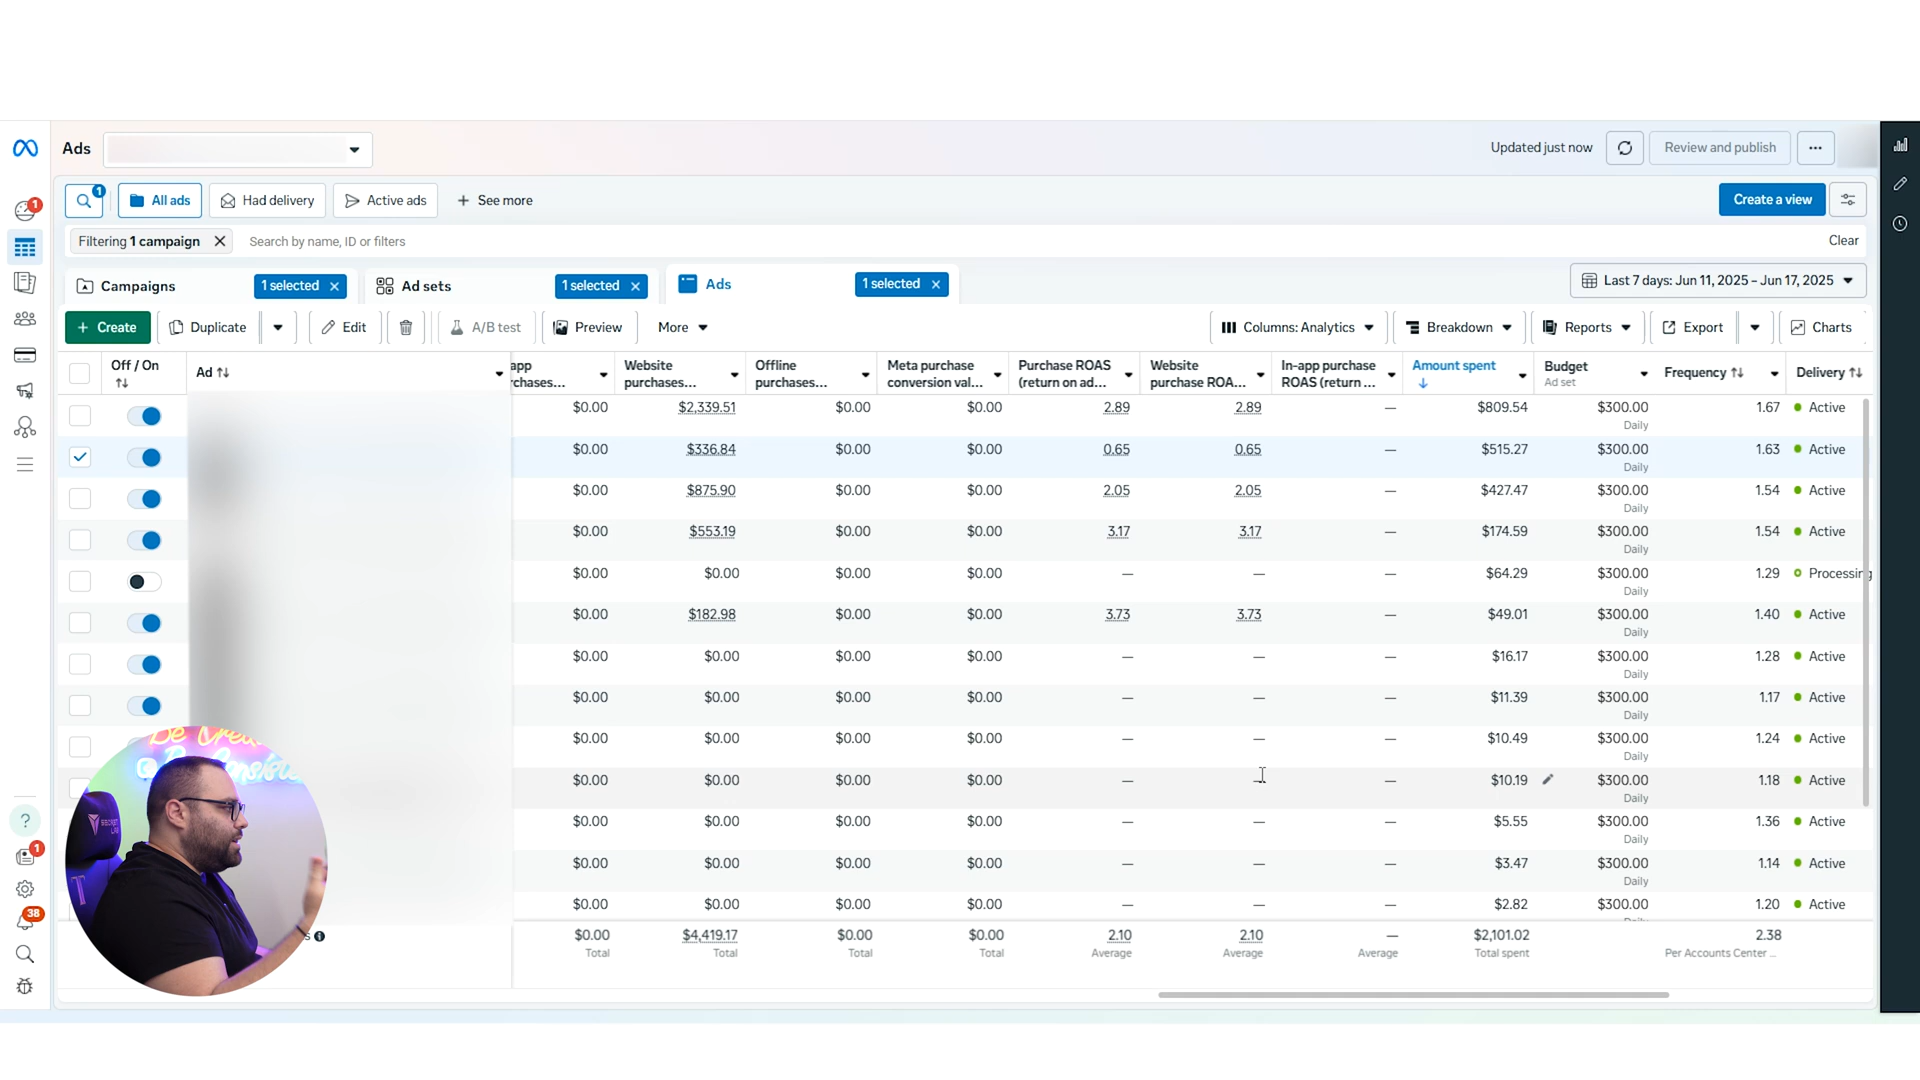 Ads
Updated just now
Review and publish
1
1
All ads
Had delivery
Active ads
+ See more
Create a view
Filtering 1 campaign
Search by name, ID or filters
Clear
Campaigns
1 selected
Ad sets
1 selected
Ads
1 selected
Last 7 days: Jun 11, 2025 – Jun 17, 2025
+ Create
Duplicate
Edit
A/B test
Preview
More
Columns: Analytics
Breakdown
Reports
Export
Charts
Off / On
Ad
app
rchases...
Website
purchases...
Offline
purchases...
Meta purchase
conversion val...
Purchase ROAS
(return on ad...
Website
purchase ROA...
In-app purchase
ROAS (return ...
Amount spent
Budget
Ad set
Frequency
Delivery
$0.00 $2,339.51 $0.00 $0.00 2.89 2.89 — $809.54 $300.00 1.67 Active
Daily
$0.00 $336.84 $0.00 $0.00 0.65 0.65 — $515.27 $300.00 1.63 Active
Daily
$0.00 $875.90 $0.00 $0.00 2.05 2.05 — $427.47 $300.00 1.54 Active
Daily
$0.00 $553.19 $0.00 $0.00 3.17 3.17 — $174.59 $300.00 1.54 Active
Daily
$0.00 $0.00 $0.00 $0.00 — — — $64.29 $300.00 1.29 Processing
Daily
$0.00 $182.98 $0.00 $0.00 3.73 3.73 — $49.01 $300.00 1.40 Active
Daily
$0.00 $0.00 $0.00 $0.00 — — — $16.17 $300.00 1.28 Active
Daily
$0.00 $0.00 $0.00 $0.00 — — — $11.39 $300.00 1.17 Active
Daily
$0.00 $0.00 $0.00 $0.00 — — — $10.49 $300.00 1.24 Active
Daily
$0.00 $0.00 $0.00 $0.00 — — — $10.19 $300.00 1.18 Active
Daily
$0.00 $0.00 $0.00 $0.00 — — — $5.55 $300.00 1.36 Active
Daily
$0.00 $0.00 $0.00 $0.00 — — — $3.47 $300.00 1.14 Active
Daily
$0.00 $0.00 $0.00 $0.00 — — — $2.82 $300.00 1.20 Active
Daily
$0.00 $4,419.17 $0.00 $0.00 2.10 2.10 — $2,101.02 2.38
Total Total Total Total Average Average Average Total spent Per Accounts Center ...
?
1
38
Be